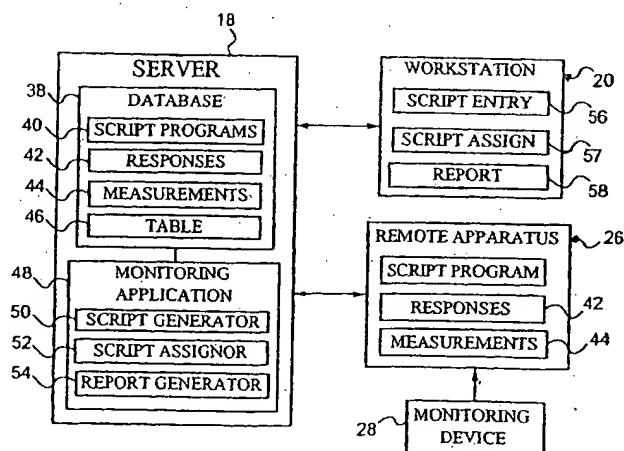 18
SERVER
38
DATABASE
40
SCRIPT PROGRAMS
42
RESPONSES
44
MEASUREMENTS
46
TABLE
48
MONITORING
APPLICATION
50
SCRIPT GENERATOR
52
SCRIPT ASSIGNOR
54
REPORT GENERATOR
WORKSTATION
20
SCRIPT ENTRY
56
SCRIPT ASSIGN
57
REPORT
58
REMOTE APPARATUS
26
SCRIPT PROGRAM
RESPONSES
42
MEASUREMENTS
44
28
MONITORING
DEVICE